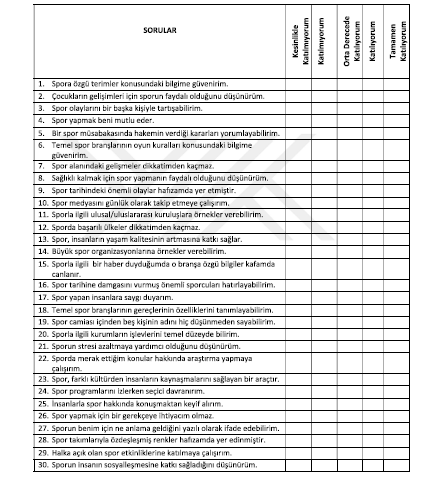 SORULAR
Kesinlikle
Katılmıyorum
Katılmıyorum
Orta Derecede
Katılıyorum
Katılıyorum
Tamamen
Katılıyorum
1. Spora özgü terimler konusundaki bilgime güvenirim.
2. Çocukların gelişimleri için sporun faydalı olduğunu düşünürüm.
3. Spor olaylarını bir başka kişiyle tartışabilirim.
4. Spor yapmak beni mutlu eder.
5. Bir spor müsabakasında hakemin verdiği kararları yorumlayabilirim.
6. Temel spor branşlarının oyun kuralları konusundaki bilgime
güvenirim.
7. Spor alanındaki gelişmeler dikkatimden kaçmaz.
8. Sağlıklı kalmak için spor yapmanın faydalı olduğunu düşünürüm.
9. Spor tarihindeki önemli olaylar hafızamda yer etmiştir.
10. Spor medyasını günlük olarak takip etmeye çalışırım.
11. Sporla ilgili ulusal/uluslararası kuruluşlara örnekler verebilirim.
12. Sporda başarılı ülkeler dikkatimden kaçmaz.
13. Spor, insanların yaşam kalitesinin artmasına katkı sağlar.
14. Büyük spor organizasyonlarına örnekler verebilirim.
15. Sporla ilgili bir haber duyduğumda o branşa özgü bilgiler kafamda
canlanır.
16. Spor tarihine damgasını vurmuş önemli sporcuları hatırlayabilirim.
17. Spor yapan insanlara saygı duyarım.
18. Temel spor branşlarının gereçlerinin özelliklerini tanımlayabilirim.
19. Spor camiası içinden beş kişinin adını hiç düşünmeden sayabilirim.
20. Sporla ilgili kurumların işlevlerini temel düzeyde bilirim.
21. Sporun stresi azaltmaya yardımcı olduğunu düşünürüm.
22. Sporda merak ettiğim konular hakkında araştırma yapmaya
çalışırım.
23. Spor, farklı kültürden insanların kaynaşmalarını sağlayan bir araçtır.
24. Spor programlarını izlerken seçici davranırım.
25. İnsanlarla spor hakkında konuşmaktan keyif alırım.
26. Spor yapmak için bir gerekçeye ihtiyacım olmaz.
27. Sporun benim için ne anlama geldiğini yazılı olarak ifade edebilirim.
28. Spor takımlarıyla özdeşleşmiş renkler hafızamda yer edinmiştir.
29. Halka açık olan spor etkinliklerine katılmaya çalışırım.
30. Sporun insanın sosyalleşmesine katkı sağladığını düşünürüm.